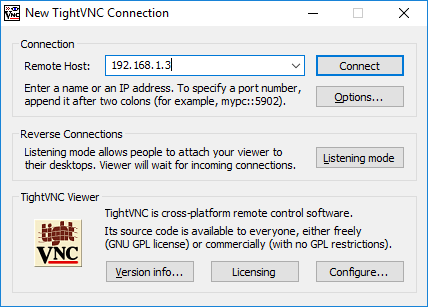 New TightVNC Connection
Connection
Remote Host:
192.168.1.3
Connect
Enter a name or an IP address. To specify a port number,
append it after two colons (for example, mypc::5902).
Options...
Reverse Connections
Listening mode allows people to attach your viewer to
their desktops. Viewer will wait for incoming connections.
Listening mode
TightVNC Viewer
tight
VNC
TightVNC is cross-platform remote control software.
Its source code is available to everyone, either freely
(GNU GPL license) or commercially (with no GPL restrictions).
Version info...
Licensing
Configure...